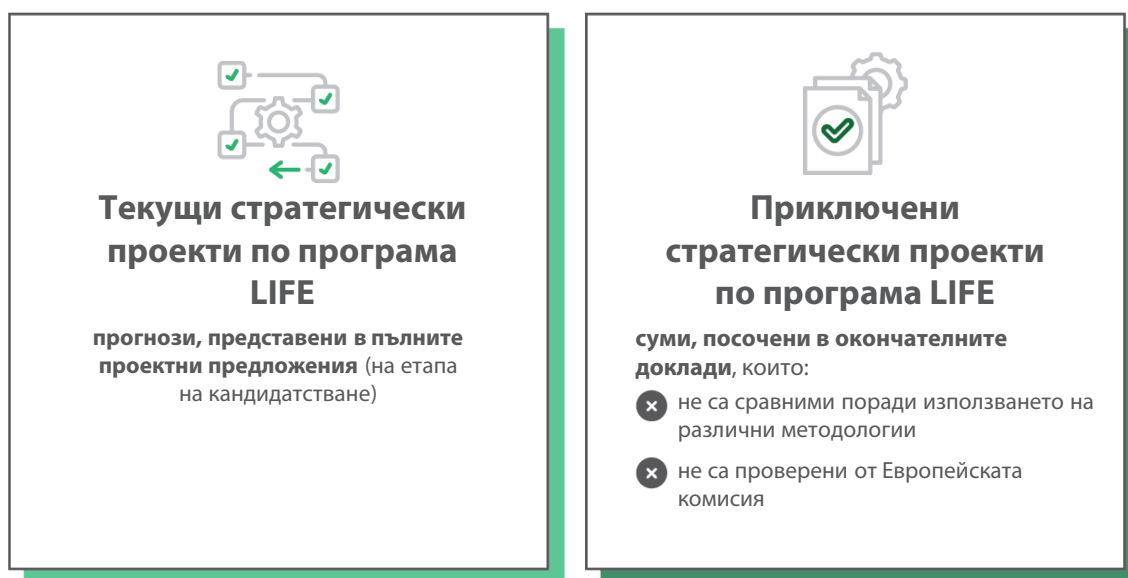 Текущи стратегически
проекти по програма
LIFE
прогнози, представени в пълните
проектни предложения (на етапа
на кандидатстване)
Приключени
стратегически проекти
по програма LIFE
суми, посочени в окончателните
доклади, които:
не са сравними поради използването на
различни методологии
не са проверени от Европейската
комисия